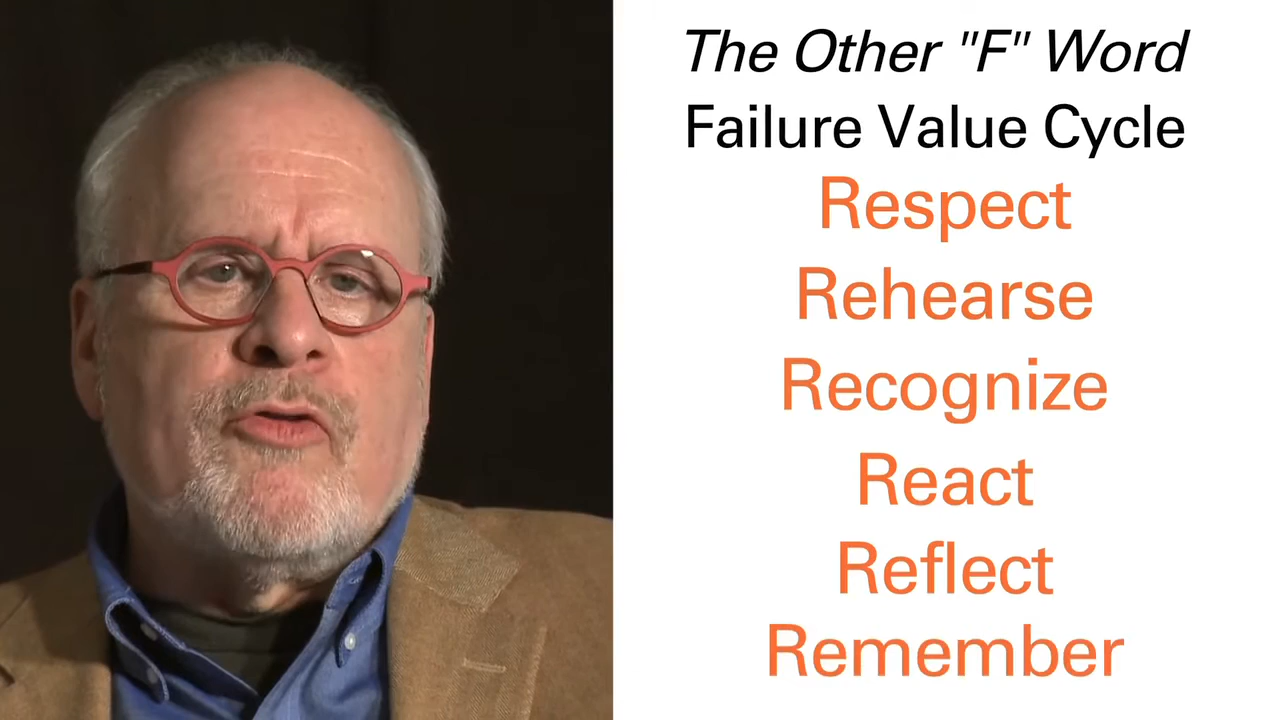 The Other "F" Word
Failure Value Cycle
Respect
Rehearse
Recognize
React
Reflect
Remember